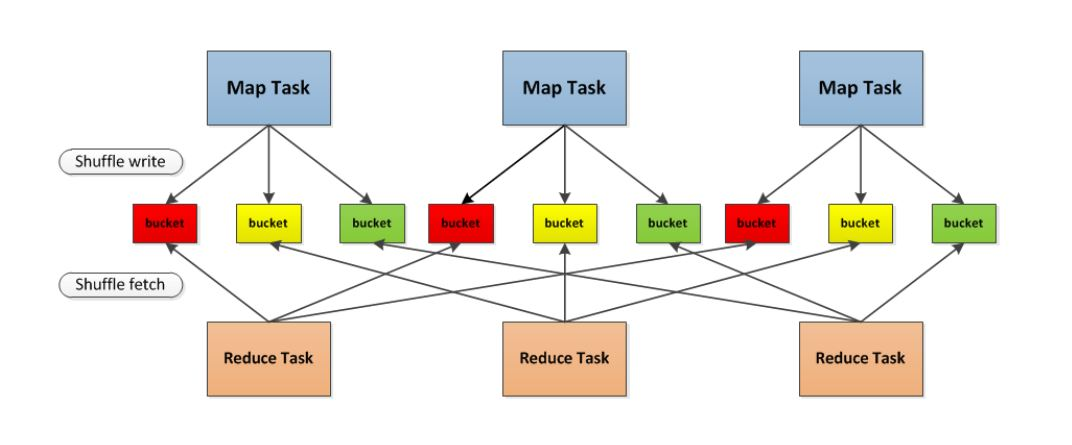 Map Task
Map Task
Map Task
Shuffle write
bucket
bucket
bucket
bucket
bucket
bucket
bucket
bucket
bucket
Shuffle fetch
Reduce Task
Reduce Task
Reduce Task